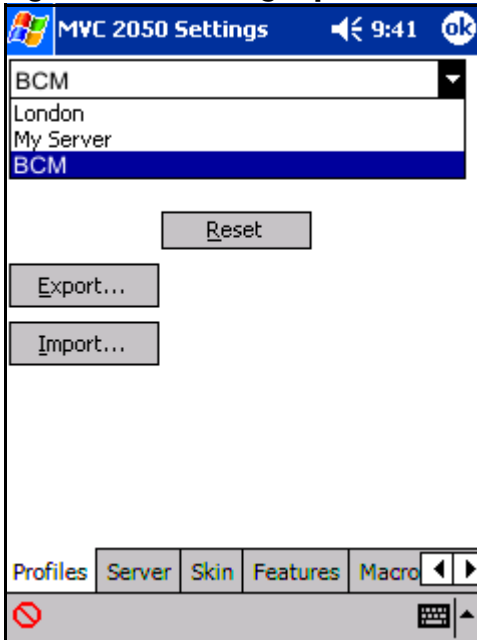 MVC 2050 Settings 9:41 ok
BCM
London
My Server
BCM
Reset
Export...
Import...
Profiles Server Skin Features Macro